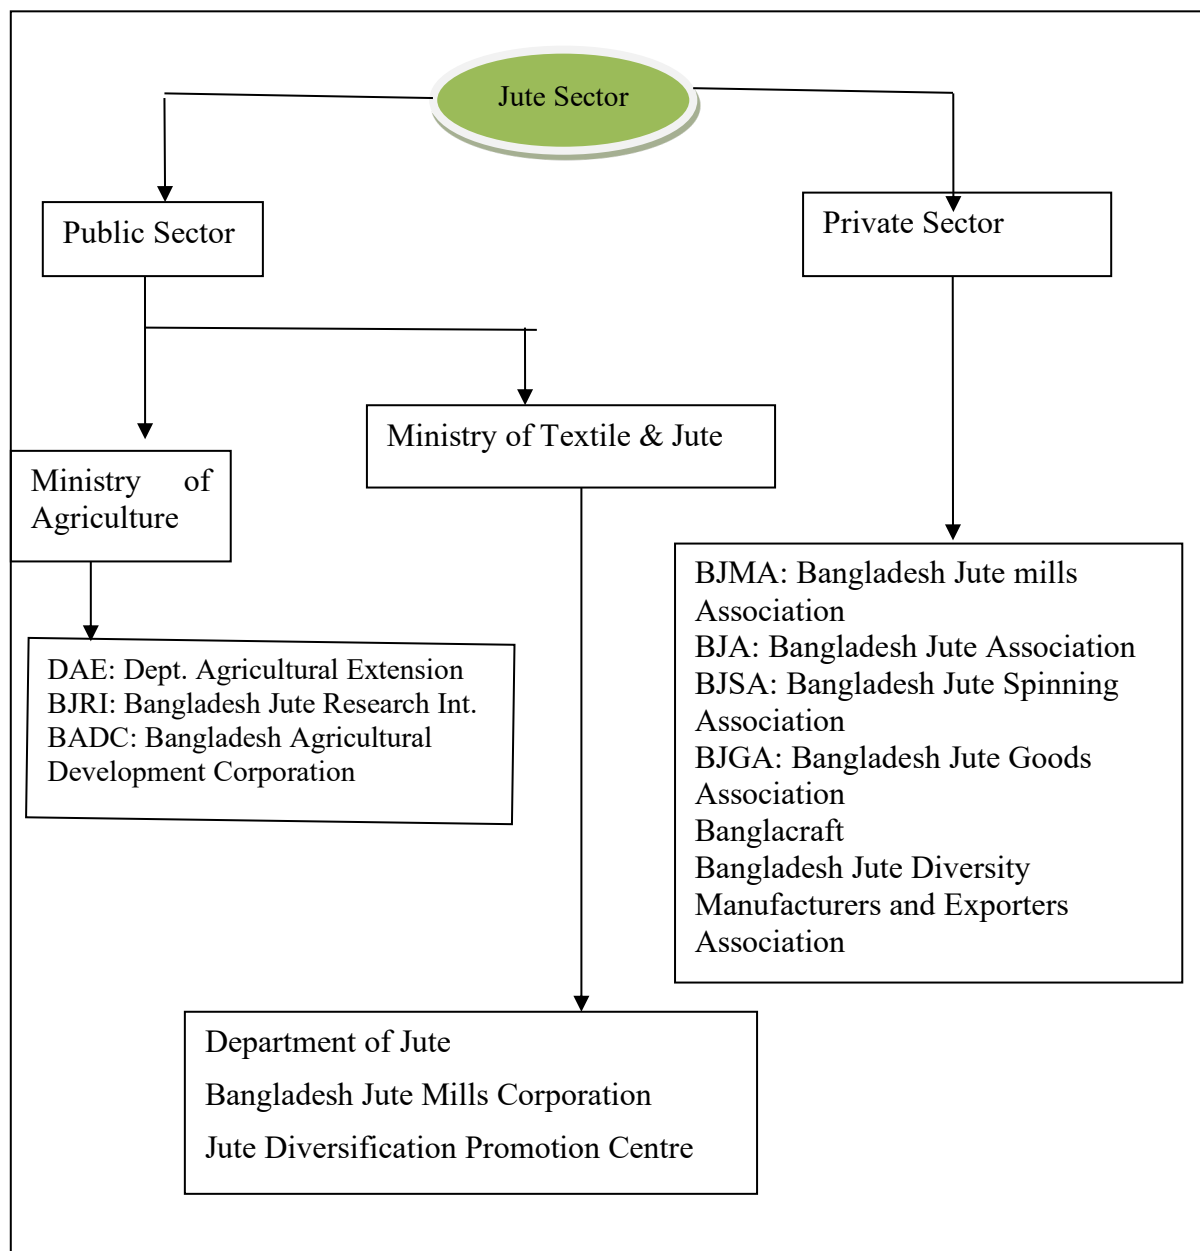 Jute Sector
Public Sector
Private Sector
Ministry of Textile & Jute
Ministry of
Agriculture
DAE: Dept. Agricultural Extension
BJRI: Bangladesh Jute Research Int.
BADC: Bangladesh Agricultural
Development Corporation
BJMA: Bangladesh Jute mills
Association
BJA: Bangladesh Jute Association
BJSA: Bangladesh Jute Spinning
Association
BJGA: Bangladesh Jute Goods
Association
Banglacraft
Bangladesh Jute Diversity
Manufacturers and Exporters
Association
Department of Jute
Bangladesh Jute Mills Corporation
Jute Diversification Promotion Centre